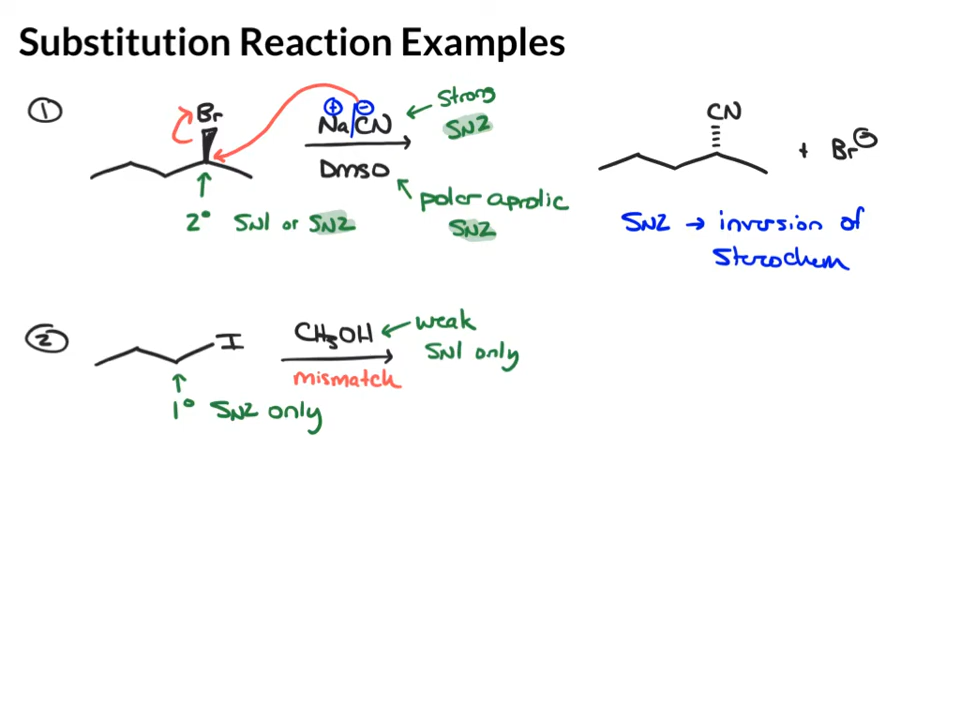 Substitution Reaction Examples
1
Br
Na⊕/CN⊖
DMSO
Strong
SN2
polar aprotic
SN2
2° SN1 or SN2
CN
+ Br⊖
SN2 → inversion of
sterochem
2
I
CH3OH
mismatch
weak
SN1 only
1° SN2 only